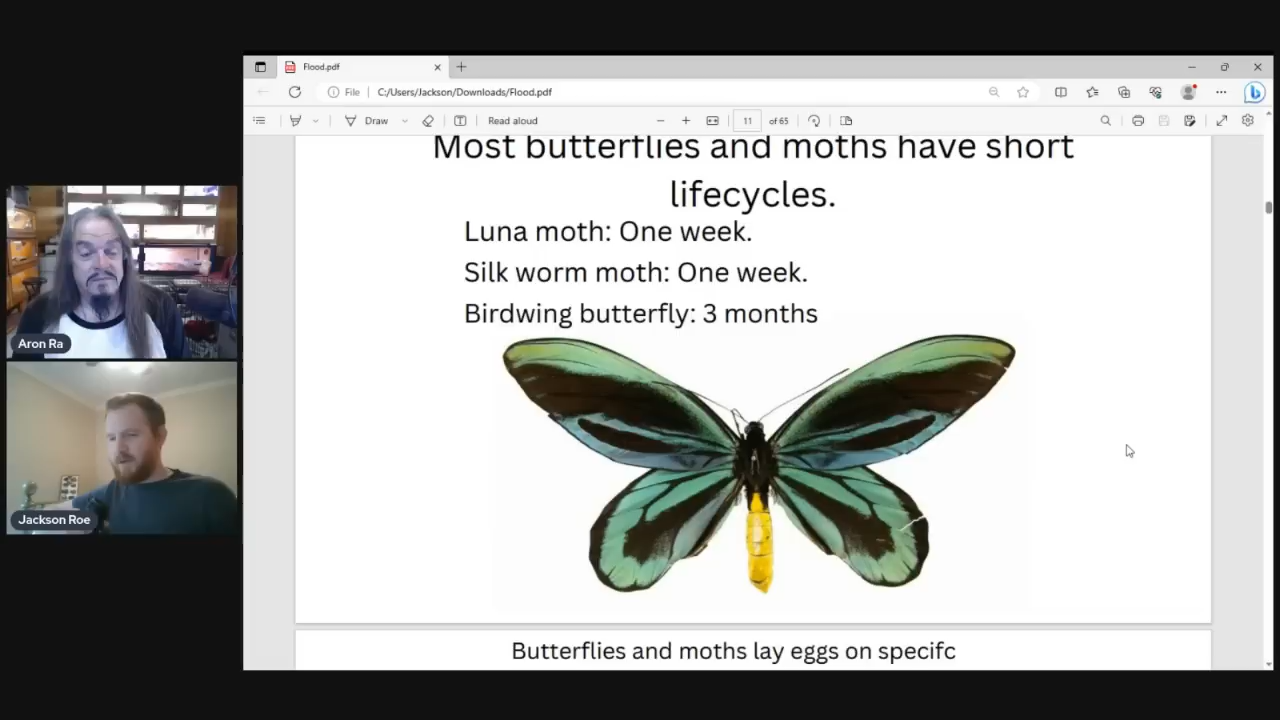 Flood.pdf
File
C:/Users/Jackson/Downloads/Flood.pdf
Draw
Read aloud
11 of 65
Most butterflies and moths have short
lifecycles.
Luna moth: One week.
Silk worm moth: One week.
Birdwing butterfly: 3 months
Butterflies and moths lay eggs on specifc
Aron Ra
Jackson Roe